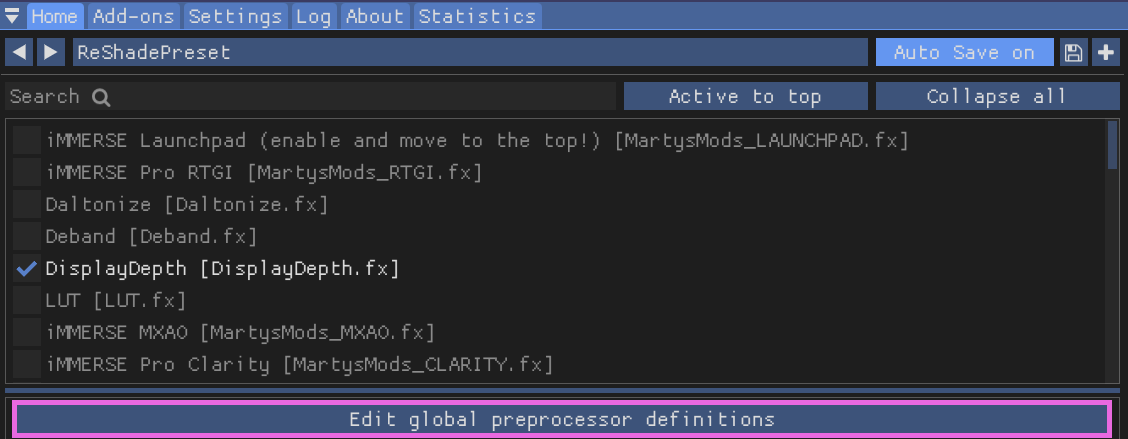 Home Add-ons Settings Log About Statistics
ReShadePreset Auto Save on
Search Active to top Collapse all
iMMERSE Launchpad (enable and move to the top!) [MartysMods_LAUNCHPAD.fx]
iMMERSE Pro RTGI [MartysMods_RTGI.fx]
Daltonize [Daltonize.fx]
Deband [Deband.fx]
DisplayDepth [DisplayDepth.fx]
LUT [LUT.fx]
iMMERSE MXAO [MartysMods_MXAO.fx]
iMMERSE Pro Clarity [MartysMods_CLARITY.fx]
Edit global preprocessor definitions